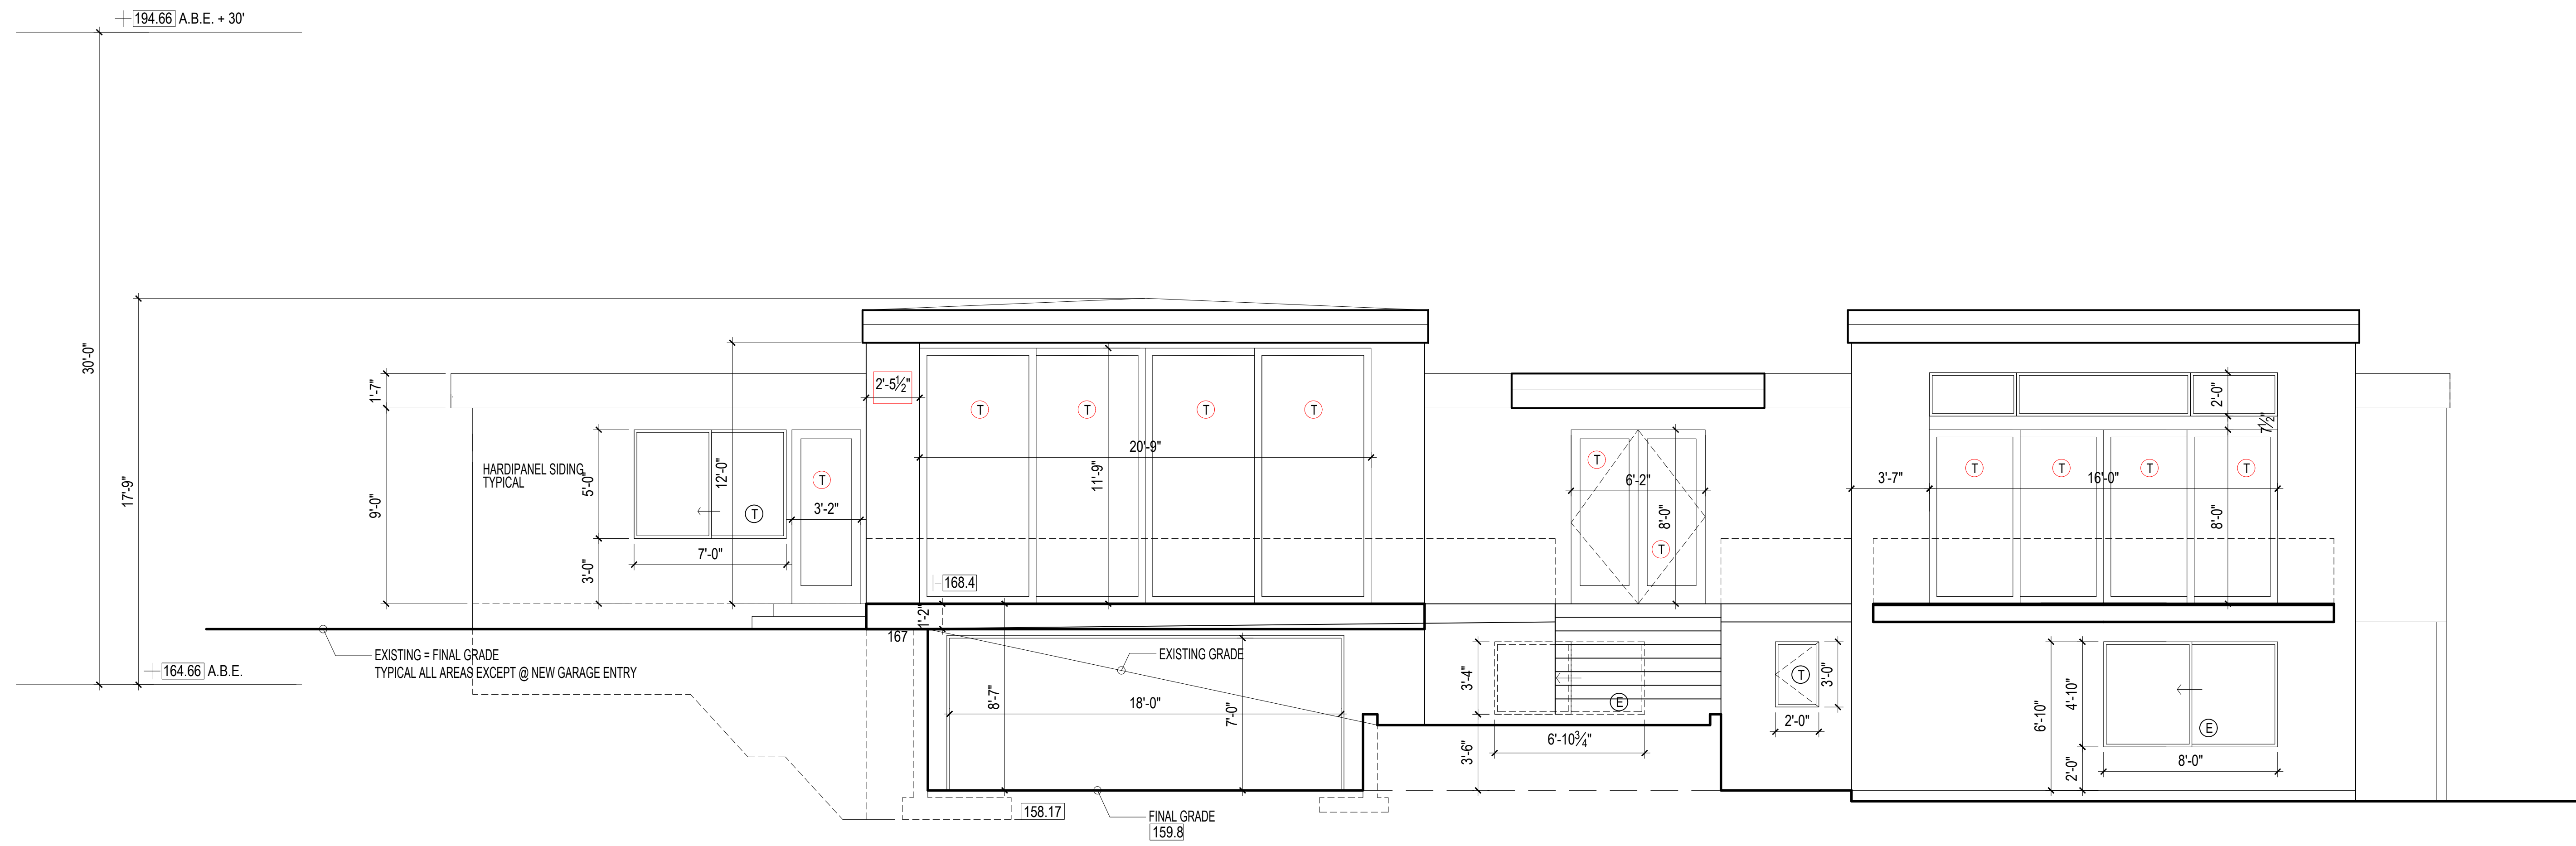 194.66 A.B.E. + 30'
30'-0"
17'-9"
1'-7"
9'-0"
HARDIPANEL SIDING
TYPICAL
5'-0"
3'-0"
7'-0"
T
12'-0"
T
3'-2"
2'-5½"
T
T
T
T
20'-9"
11'-9"
168.4
1'-2"
167
EXISTING = FINAL GRADE
TYPICAL ALL AREAS EXCEPT @ NEW GARAGE ENTRY
164.66 A.B.E.
EXISTING GRADE
8'-7"
18'-0"
7'-0"
158.17
FINAL GRADE
159.8
T
6'-2"
8'-0"
T
3'-4"
3'-6"
E
6'-10¾"
T
3'-0"
2'-0"
3'-7"
T
T
T
T
16'-0"
2'-0"
7½"
8'-0"
6'-10"
4'-10"
2'-0"
E
8'-0"